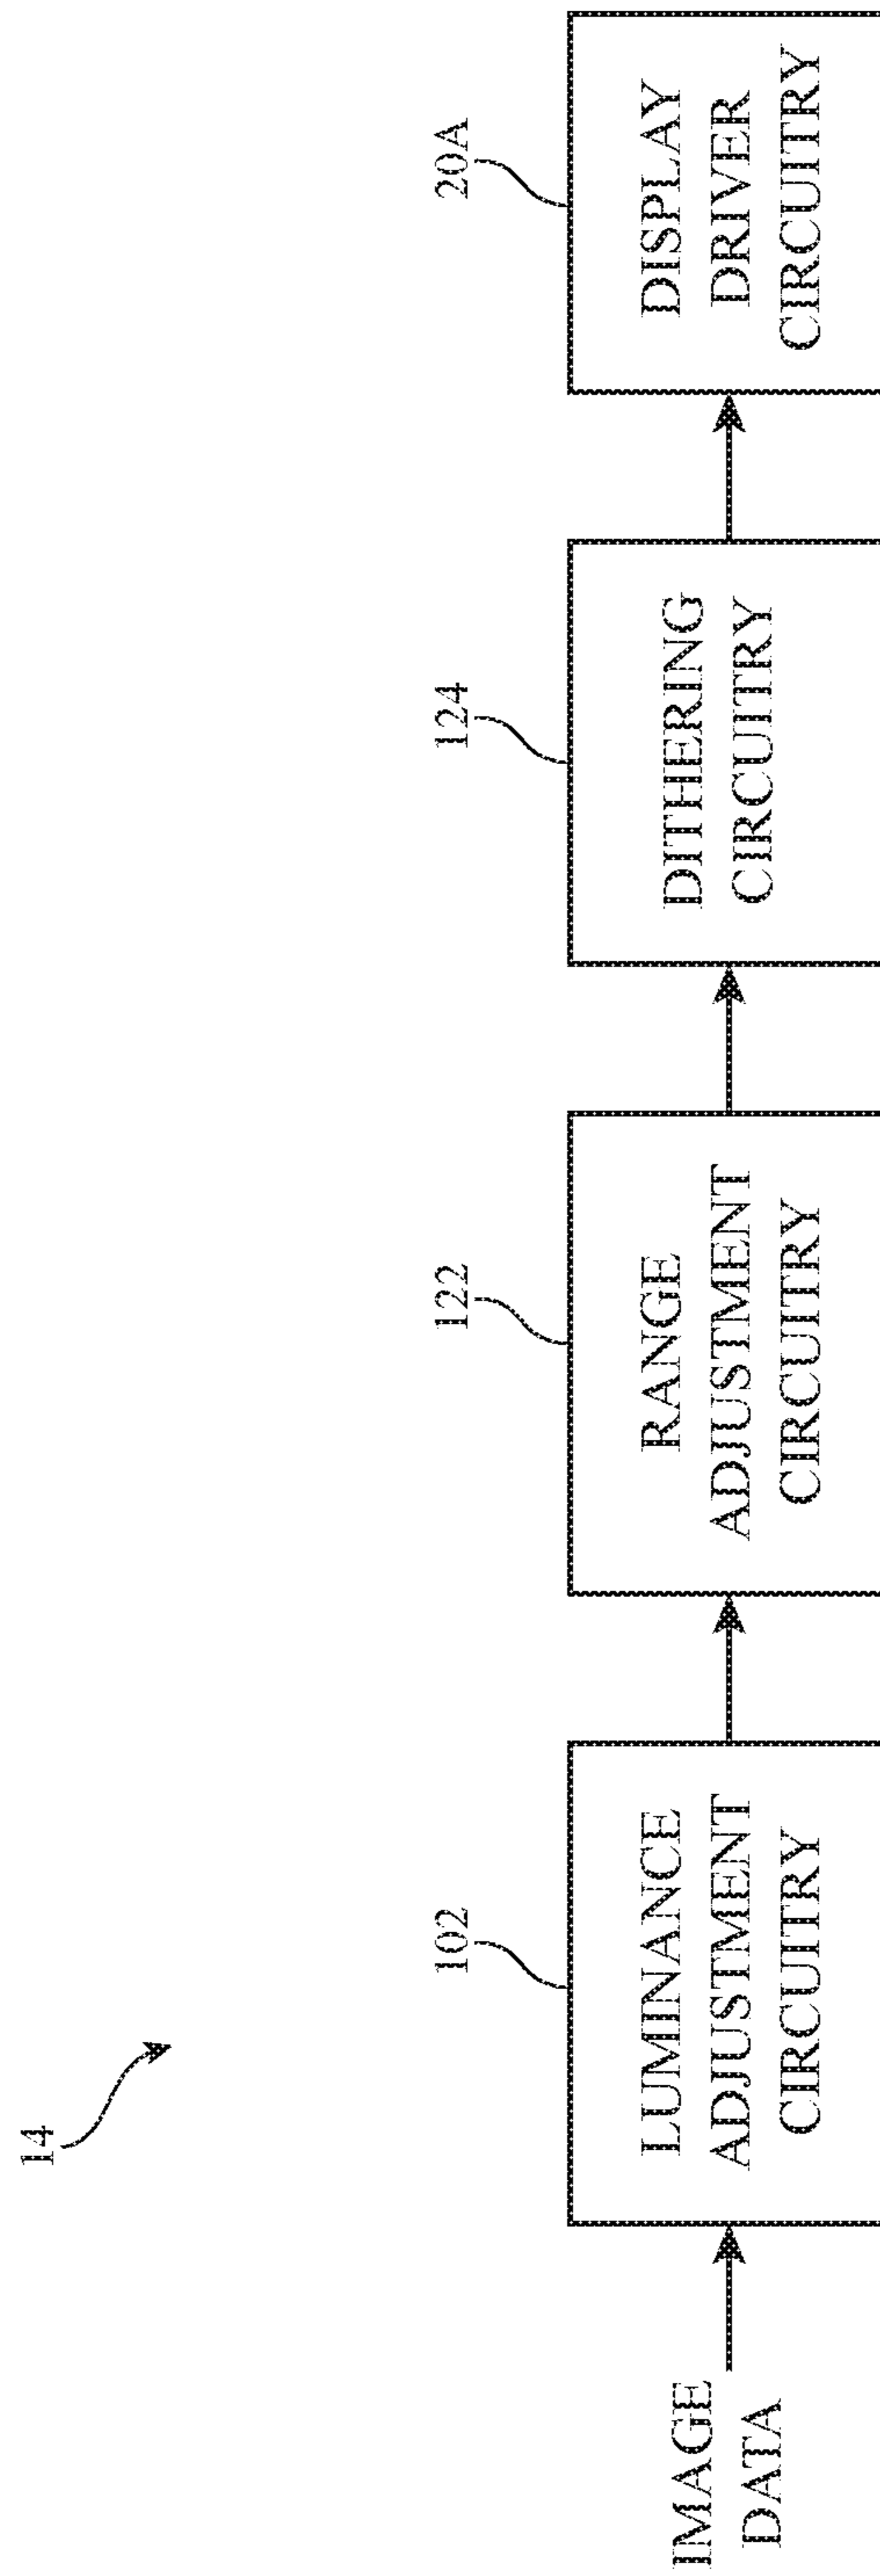 14
IMAGE
DATA
102
LUMINANCE
ADJUSTMENT
CIRCUITRY
122
RANGE
ADJUSTMENT
CIRCUITRY
124
DITHERING
CIRCUITRY
20A
DISPLAY
DRIVER
CIRCUITRY